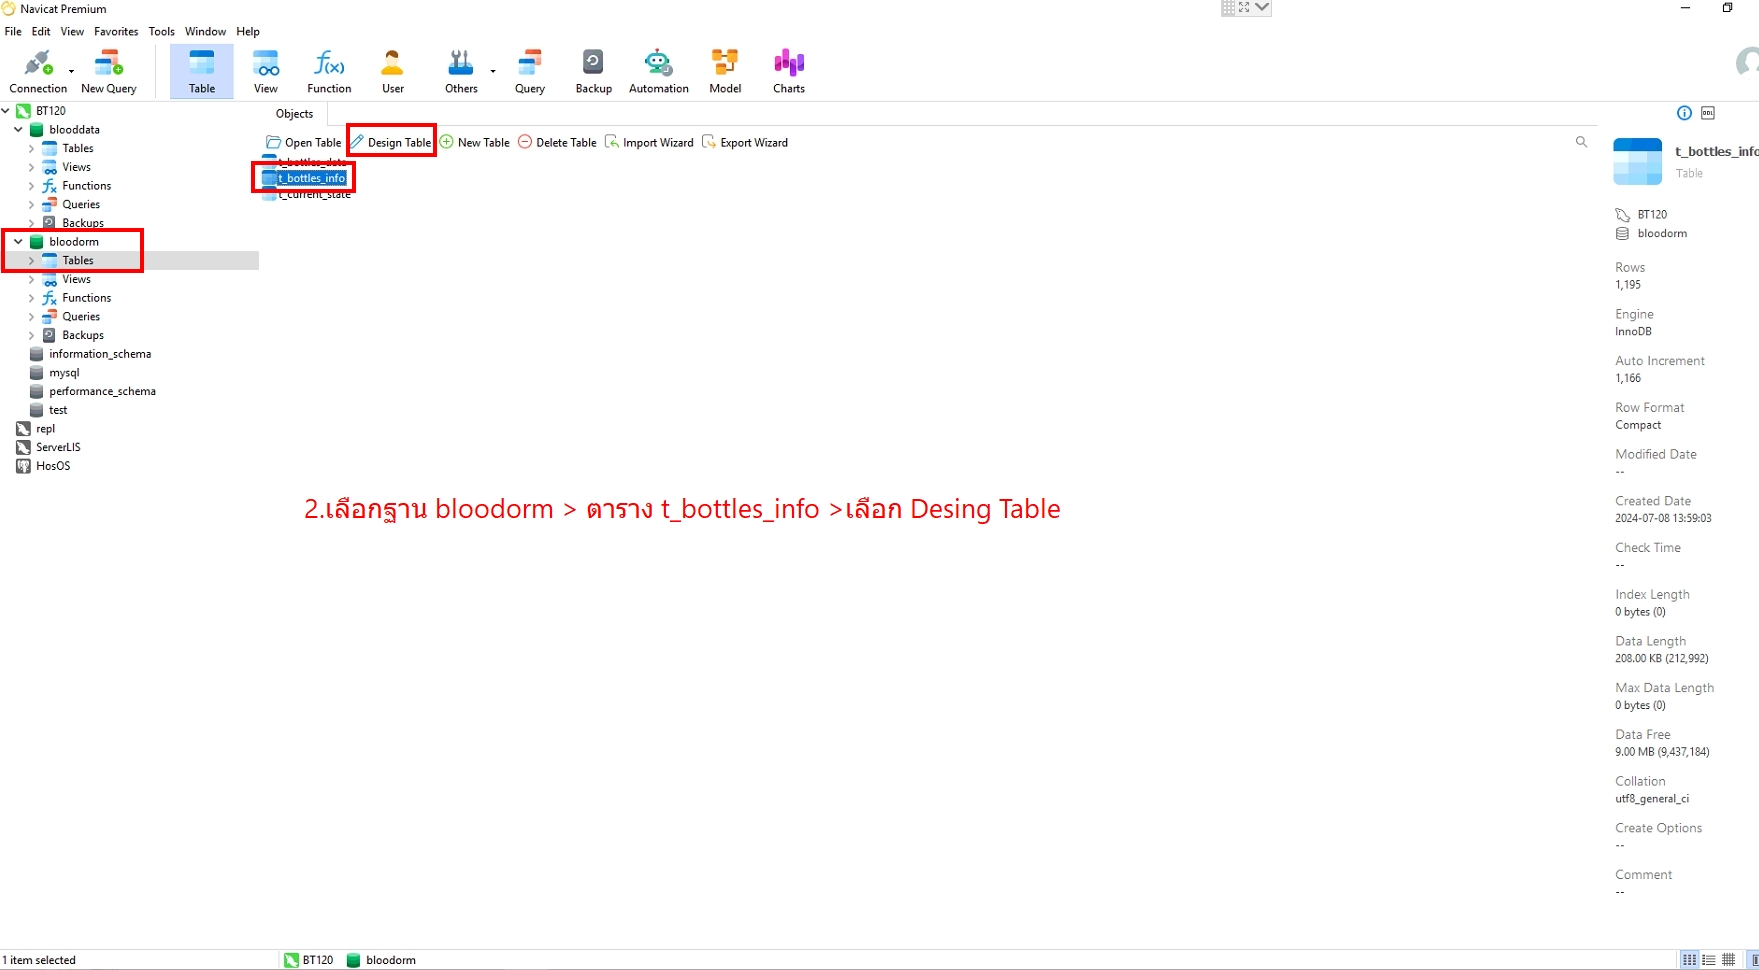 Navicat Premium
File Edit View Favorites Tools Window Help
Connection New Query Table View Function User Others Query Backup Automation Model Charts
BT120
blooddata
Tables
Views
Functions
Queries
Backups
bloodorm
Tables
Views
Functions
Queries
Backups
information_schema
mysql
performance_schema
test
repl
ServerLIS
HosOS
Objects
Open Table Design Table New Table Delete Table Import Wizard Export Wizard
t_bottles_data
t_bottles_info
t_current_state
2.เลือกฐาน bloodorm > ตาราง t_bottles_info >เลือก Desing Table
DDL
t_bottles_info
Table
BT120
bloodorm
Rows
1,195
Engine
InnoDB
Auto Increment
1,166
Row Format
Compact
Modified Date
--
Created Date
2024-07-08 13:59:03
Check Time
--
Index Length
0 bytes (0)
Data Length
208.00 KB (212,992)
Max Data Length
0 bytes (0)
Data Free
9.00 MB (9,437,184)
Collation
utf8_general_ci
Create Options
--
Comment
--
1 item selected BT120 bloodorm